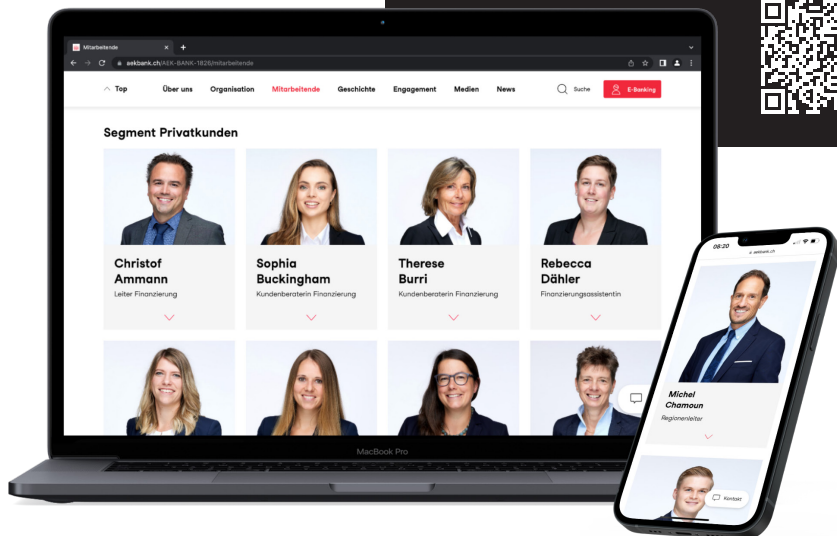 Mitarbeitende
aekbank.ch/AEK-BANK-1826/mitarbeitende
Top Über uns Organisation Mitarbeitende Geschichte Engagement Medien News Suche E-Banking
Segment Privatkunden
Christof
Ammann
Leiter Finanzierung
Sophia
Buckingham
Kundenberaterin Finanzierung
Therese
Burri
Kundenberaterin Finanzierung
Rebecca
Dähler
Finanzierungsassistentin
MacBook Pro
08:20
aekbank.ch
Michel
Chamoun
Regionenleiter
Kontakt